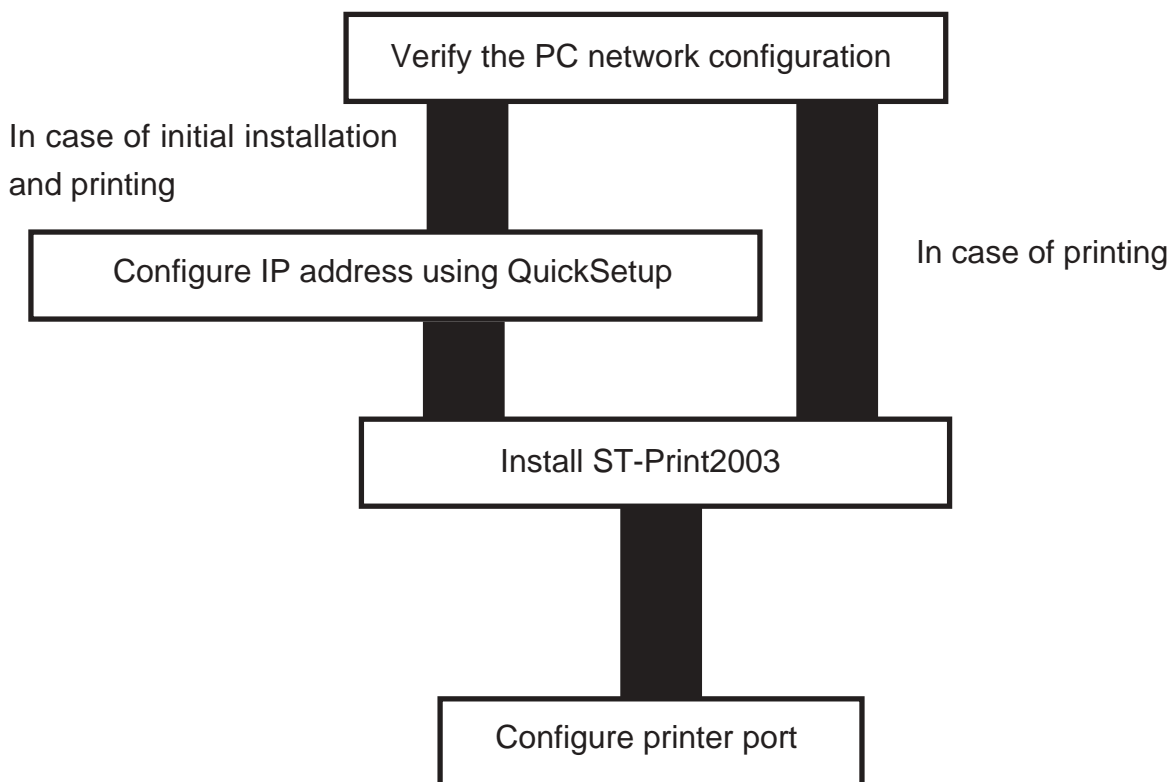 Verify the PC network configuration
In case of initial installation
and printing
Configure IP address using QuickSetup
In case of printing
Install ST-Print2003
Configure printer port